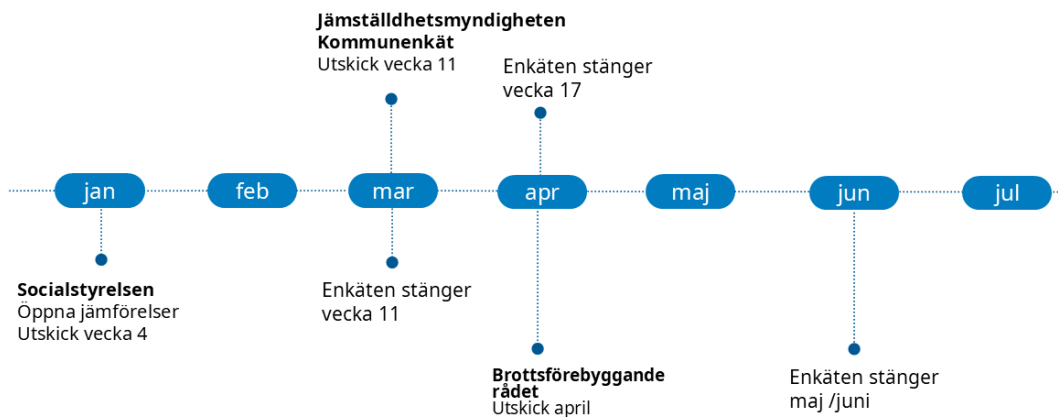 Jämställdhetsmyndigheten
Kommunenkät
Utskick vecka 11
Enkäten stänger
vecka 17
jan
feb
mar
apr
maj
jun
jul
Socialstyrelsen
Öppna jämförelser
Utskick vecka 4
Enkäten stänger
vecka 11
Brottsförebyggande
rådet
Utskick april
Enkäten stänger
maj /juni